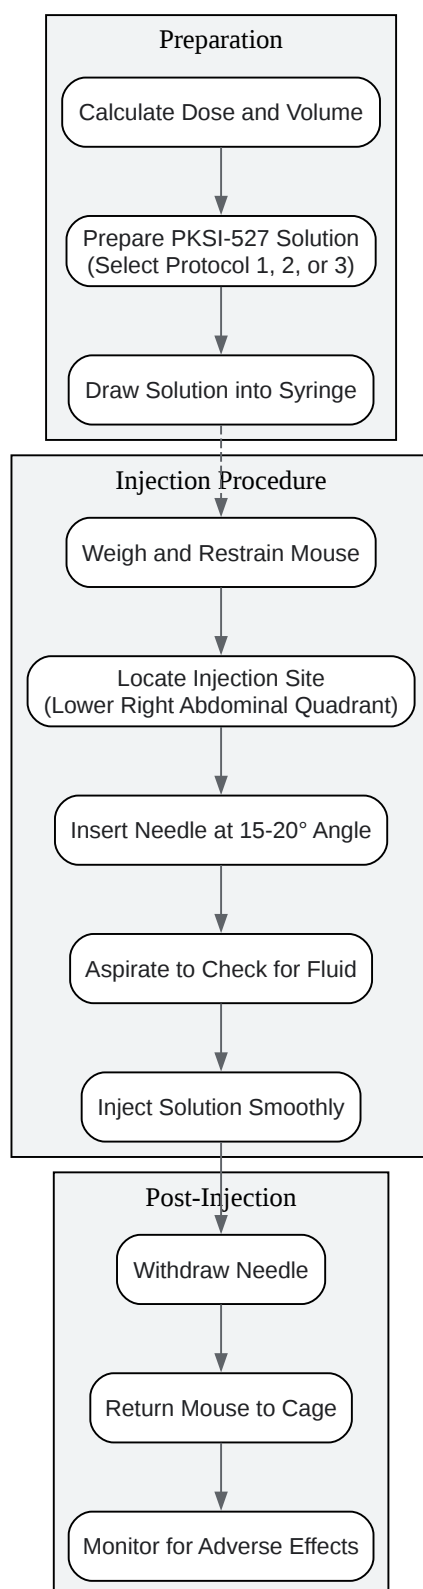 Preparation
Calculate Dose and Volume
Prepare PKSI-527 Solution
(Select Protocol 1, 2, or 3)
Draw Solution into Syringe
Injection Procedure
Weigh and Restrain Mouse
Locate Injection Site
(Lower Right Abdominal Quadrant)
Insert Needle at 15-20° Angle
Aspirate to Check for Fluid
Inject Solution Smoothly
Post-Injection
Withdraw Needle
Return Mouse to Cage
Monitor for Adverse Effects